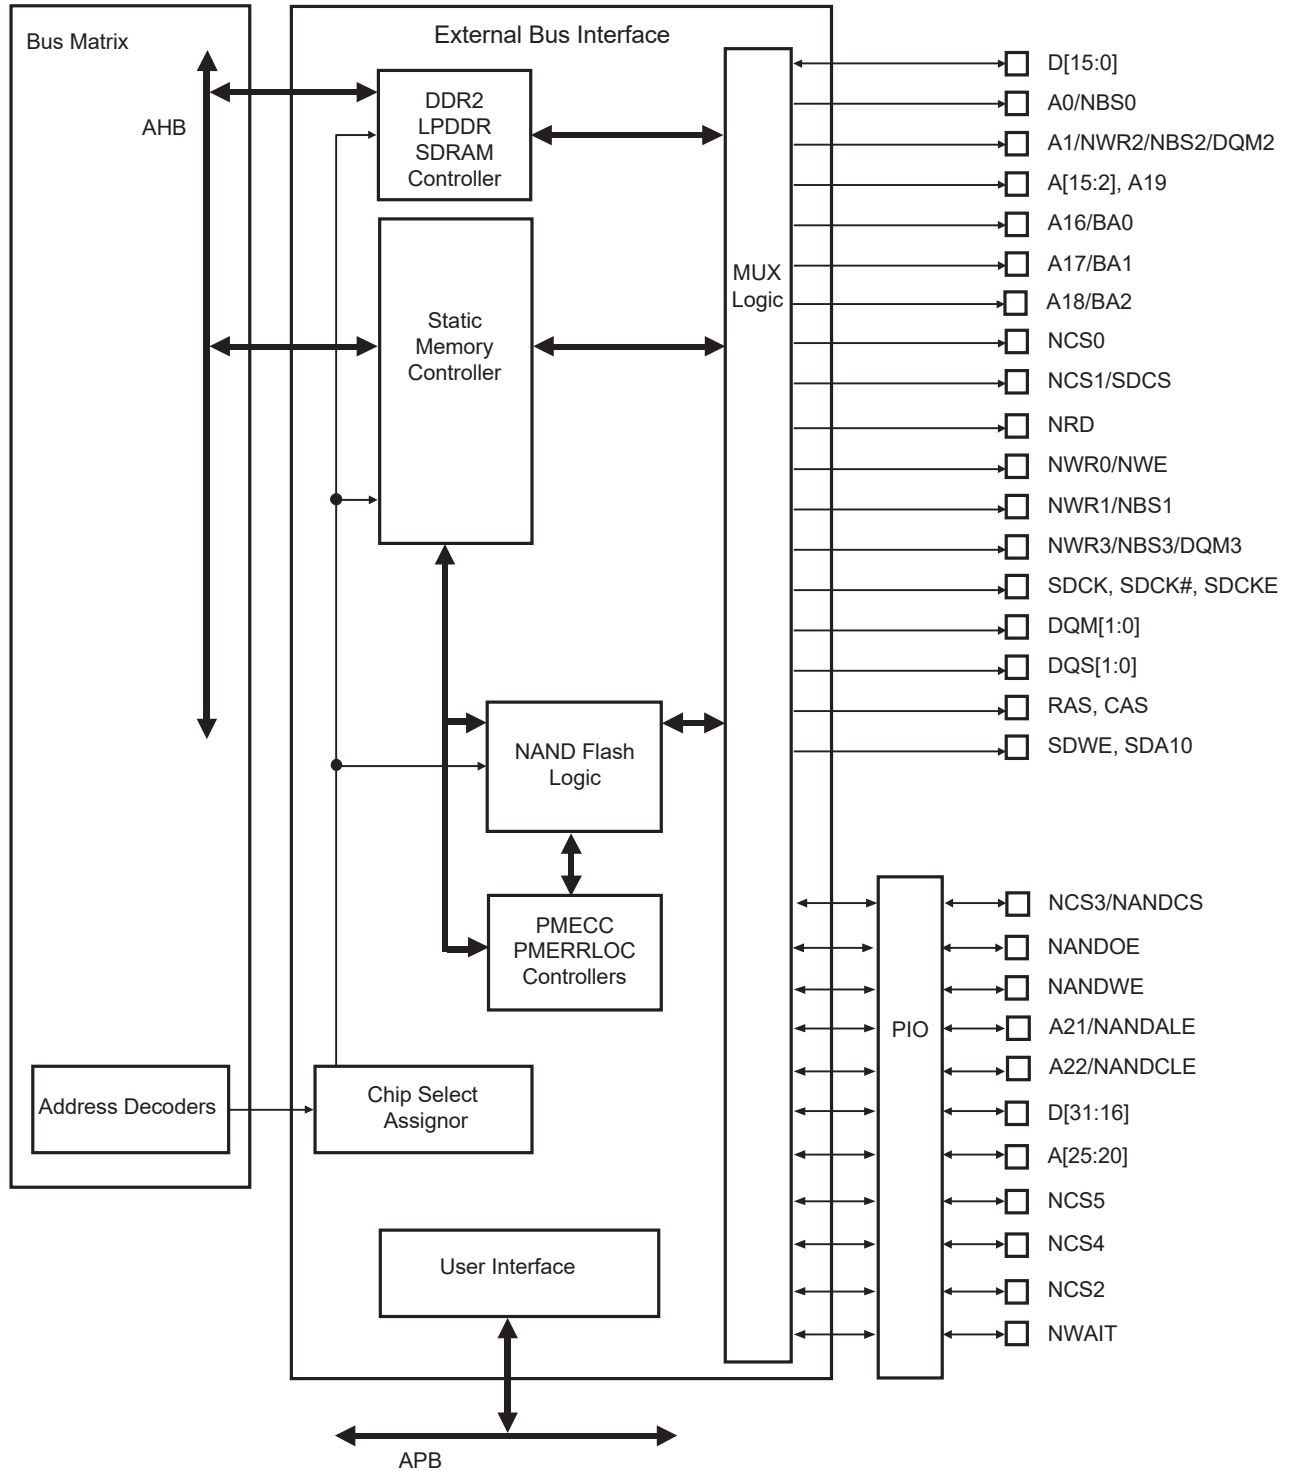 Bus Matrix
AHB
Address Decoders
External Bus Interface
DDR2
LPDDR
SDRAM
Controller
Static
Memory
Controller
NAND Flash
Logic
PMECC
PMERRLOC
Controllers
Chip Select
Assignor
User Interface
APB
MUX
Logic
D[15:0]
A0/NBS0
A1/NWR2/NBS2/DQM2
A[15:2], A19
A16/BA0
A17/BA1
A18/BA2
NCS0
NCS1/SDCS
NRD
NWR0/NWE
NWR1/NBS1
NWR3/NBS3/DQM3
SDCK, SDCK#, SDCKE
DQM[1:0]
DQS[1:0]
RAS, CAS
SDWE, SDA10
PIO
NCS3/NANDCS
NANDOE
NANDWE
A21/NANDALE
A22/NANDCLE
D[31:16]
A[25:20]
NCS5
NCS4
NCS2
NWAIT